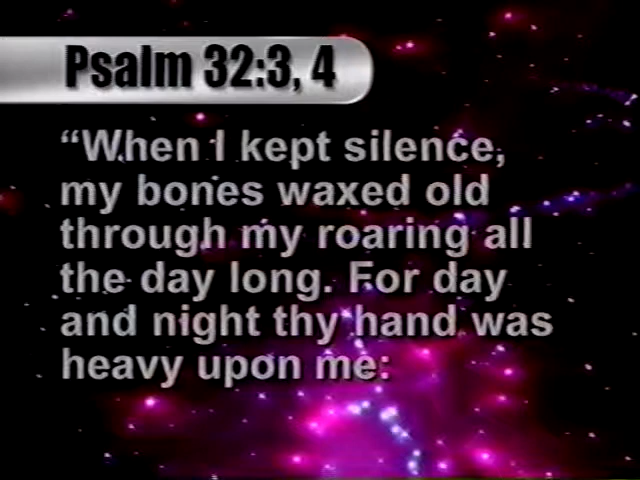 Psalm 32:3, 4
“When I kept silence,
my bones waxed old
through my roaring all
the day long. For day
and night thy hand was
heavy upon me: